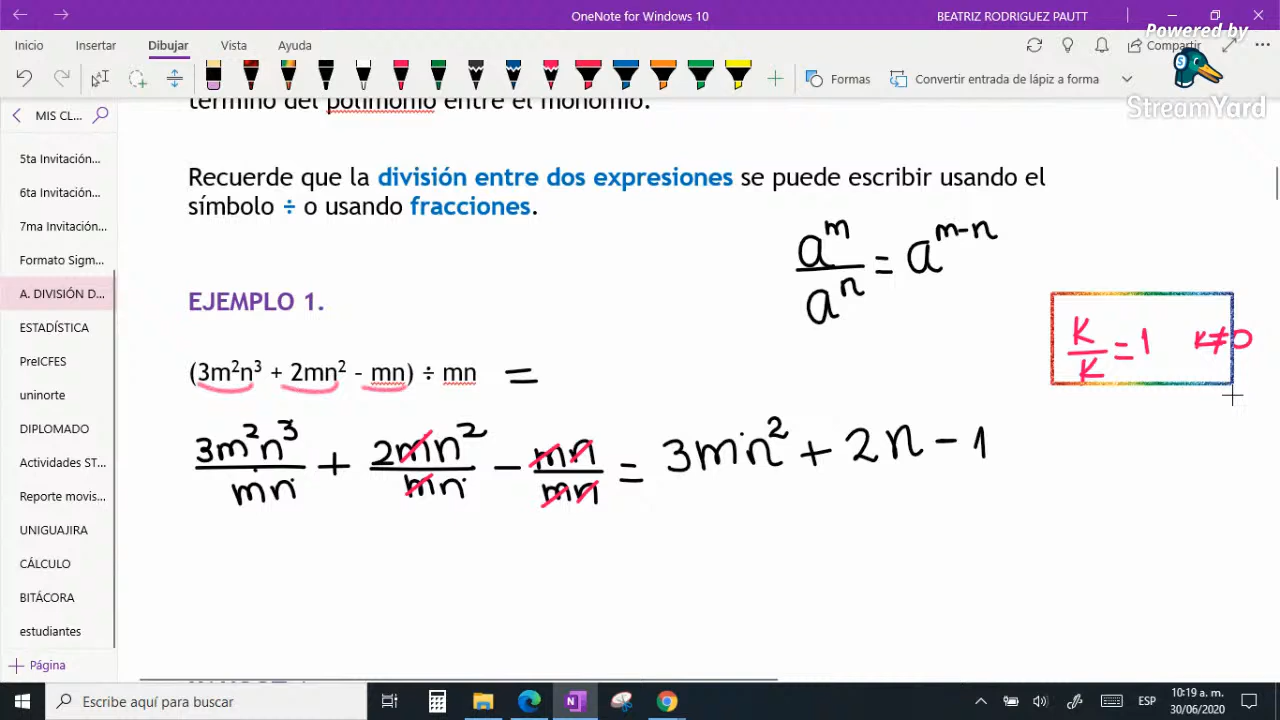 OneNote for Windows 10
BEATRIZ RODRIGUEZ PAUTT
Powered by
StreamYard
Inicio Insertar Dibujar Vista Ayuda
Compartir
Formas Convertir entrada de lápiz a forma
MIS CL...
5ta Invitación...
6ta Invitación...
7ma Invitación...
Formato Sigm...
A. DIVISIÓN D...
ESTADÍSTICA
PreICFES
uninorte
DIPLOMADO
Actividades ST...
Reporte movis...
UNIGUAJIRA
CÁLCULO
BITÁCORA
estudiantes
Página
término del polimonio entre el monomio.
Recuerde que la división entre dos expresiones se puede escribir usando el
símbolo ÷ o usando fracciones.
a^m/a^n = a^(m-n)
EJEMPLO 1.
K/K = 1 K≠0
(3m²n³ + 2mn² - mn) ÷ mn =
3m²n³/mn + 2mn²/mn - mn/mn = 3mn² + 2n - 1
Escribe aquí para buscar
ESP
10:19 a. m.
30/06/2020